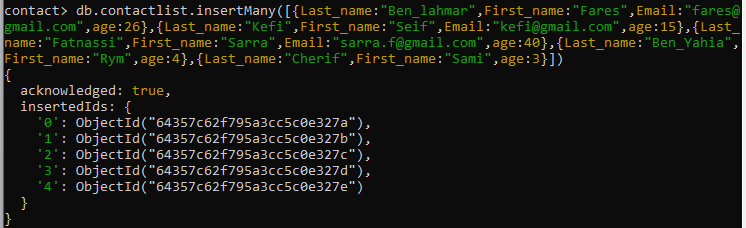 contact> db.contactlist.insertMany([{Last_name:"Ben_lahmar",First_name:"Fares",Email:"fares@
gmail.com",age:26},{Last_name:"Kefi",First_name:"Seif",Email:"kefi@gmail.com",age:15},{Last_
name:"Fatnassi",First_name:"Sarra",Email:"sarra.f@gmail.com",age:40},{Last_name:"Ben_Yahia",
First_name:"Rym",age:4},{Last_name:"Cherif",First_name:"Sami",age:3}])
{
  acknowledged: true,
  insertedIds: {
    '0': ObjectId("64357c62f795a3cc5c0e327a"),
    '1': ObjectId("64357c62f795a3cc5c0e327b"),
    '2': ObjectId("64357c62f795a3cc5c0e327c"),
    '3': ObjectId("64357c62f795a3cc5c0e327d"),
    '4': ObjectId("64357c62f795a3cc5c0e327e")
  }
}